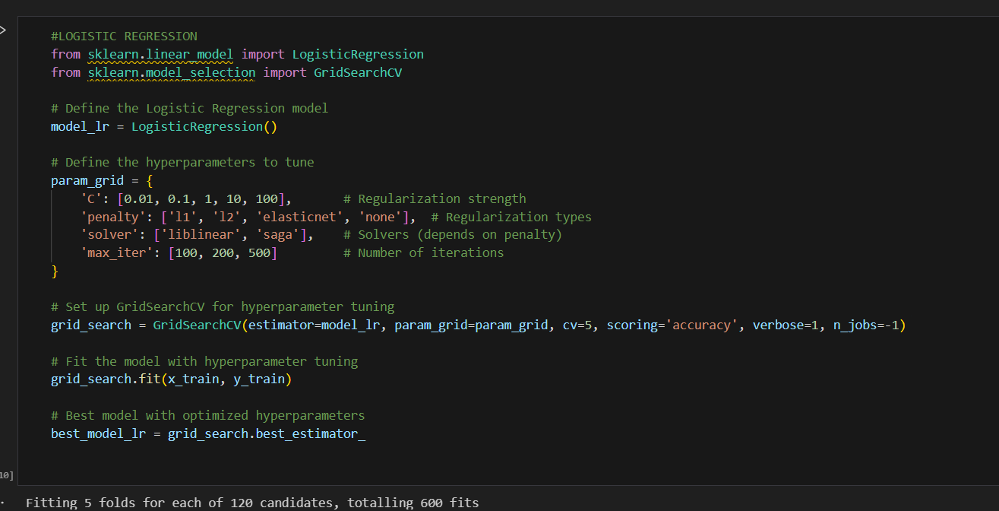 #LOGISTIC REGRESSION
from sklearn.linear_model import LogisticRegression
from sklearn.model_selection import GridSearchCV
# Define the Logistic Regression model
model_lr = LogisticRegression()
# Define the hyperparameters to tune
param_grid = {
    'C': [0.01, 0.1, 1, 10, 100],       # Regularization strength
    'penalty': ['l1', 'l2', 'elasticnet', 'none'],  # Regularization types
    'solver': ['liblinear', 'saga'],    # Solvers (depends on penalty)
    'max_iter': [100, 200, 500]         # Number of iterations
}
# Set up GridSearchCV for hyperparameter tuning
grid_search = GridSearchCV(estimator=model_lr, param_grid=param_grid, cv=5, scoring='accuracy', verbose=1, n_jobs=-1)
# Fit the model with hyperparameter tuning
grid_search.fit(x_train, y_train)
# Best model with optimized hyperparameters
best_model_lr = grid_search.best_estimator_
10]
Fitting 5 folds for each of 120 candidates, totalling 600 fits